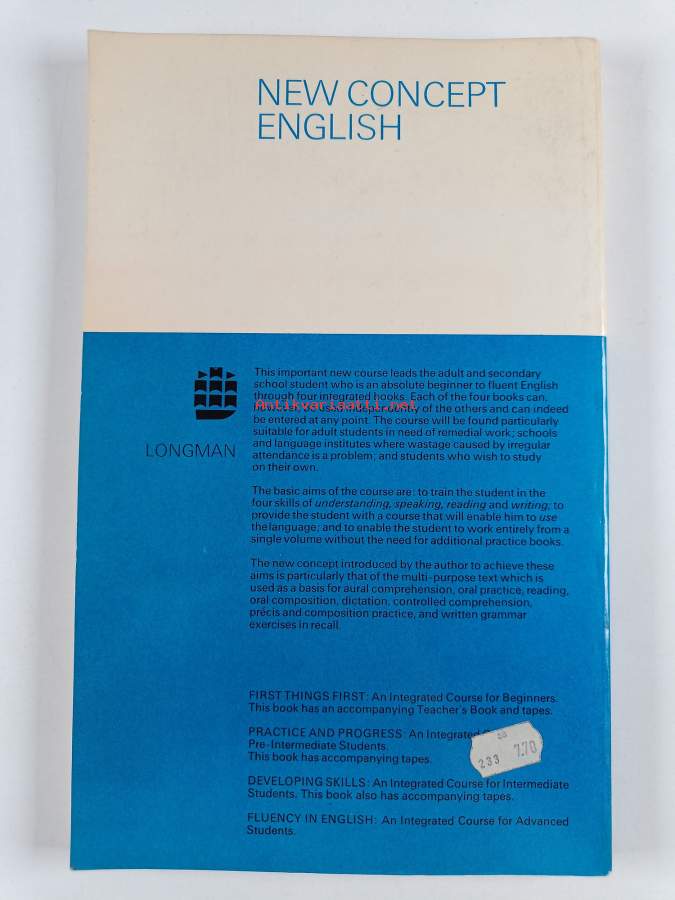 NEW CONCEPT
ENGLISH
This important new course leads the adult and secondary
school student who is an absolute beginner to fluent English
through four integrated books. Each of the four books can,
Antikvariaatti.net
of the others and can indeed
be entered at any point. The course will be found particularly
suitable for adult students in need of remedial work; schools
and language institutes where wastage caused by irregular
attendance is a problem; and students who wish to study
on their own.
LONGMAN
The basic aims of the course are: to train the student in the
four skills of understanding, speaking, reading and writing; to
provide the student with a course that will enable him to use
the language; and to enable the student to work entirely from a
single volume without the need for additional practice books.
The new concept introduced by the author to achieve these
aims is particularly that of the multi-purpose text which is
used as a basis for aural comprehension, oral practice, reading,
oral composition, dictation, controlled comprehension,
précis and composition practice, and written grammar
exercises in recall.
FIRST THINGS FIRST: An Integrated Course for Beginners.
This book has an accompanying Teacher's Book and tapes.
PRACTICE AND PROGRESS: An Integrated
Pre-Intermediate Students.
This book has accompanying tapes.
233 7.70
DEVELOPING SKILLS: An Integrated Course for Intermediate
Students. This book also has accompanying tapes.
FLUENCY IN ENGLISH: An Integrated Course for Advanced
Students.